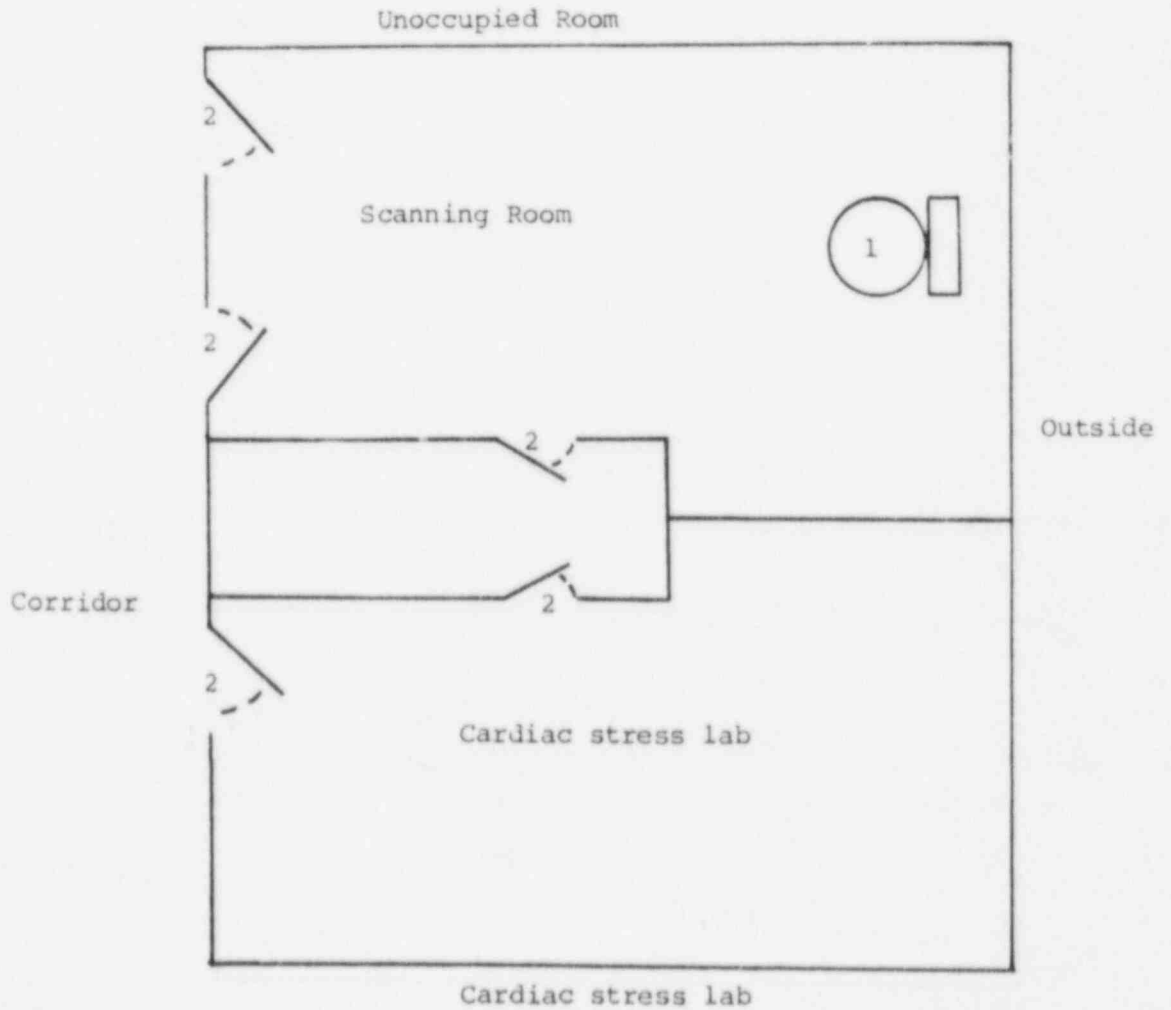 Unoccupied Room
2
Scanning Room
1
2
2
Outside
Corridor
2
2
Cardiac stress lab
Cardiac stress lab